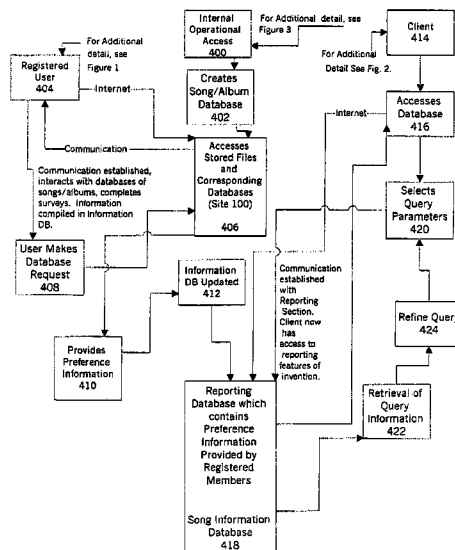 For Additional
detail, see
Figure 1
Registered
User
404
Internet
Communication
Communication established,
interacts with databases of
songs/albums, completes
surveys. Information
compiled in Information
DB.
User Makes
Database
Request
408
Provides
Preference
Information
410
Internal
Operational
Access
400
For Additional detail, see
Figure 3
Creates
Song/Album
Database
402
Accesses
Stored Files
and
Corresponding
Databases
(Site 100)
406
Information
DB Updated
412
Client
414
For Additional
Detail See Fig. 2.
Internet
Accesses
Database
416
Selects
Query
Parameters
420
Communication
established
with
Reporting
Section.
Client now
has
access to
reporting
features of
invention.
Refine Query
424
Retrieval of
Query
Information
422
Reporting
Database which
contains
Preference
Information
Provided by
Registered
Members
Song Information
Database
418